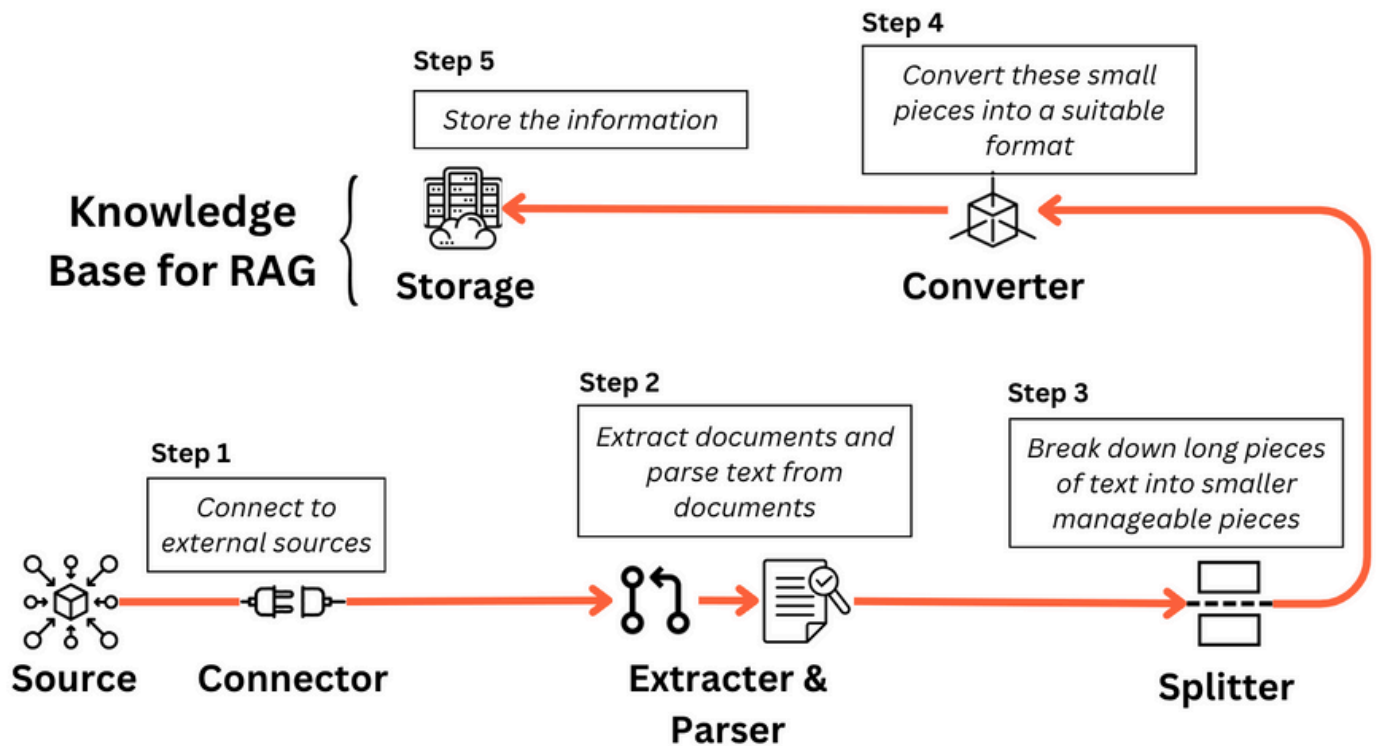 Step 4
Convert these small
pieces into a suitable
format
Step 5
Store the information
Knowledge
Base for RAG
Storage
Converter
Step 2
Extract documents and
parse text from
documents
Step 3
Break down long pieces
of text into smaller
manageable pieces
Step 1
Connect to
external sources
Source
Connector
Extracter &
Parser
Splitter